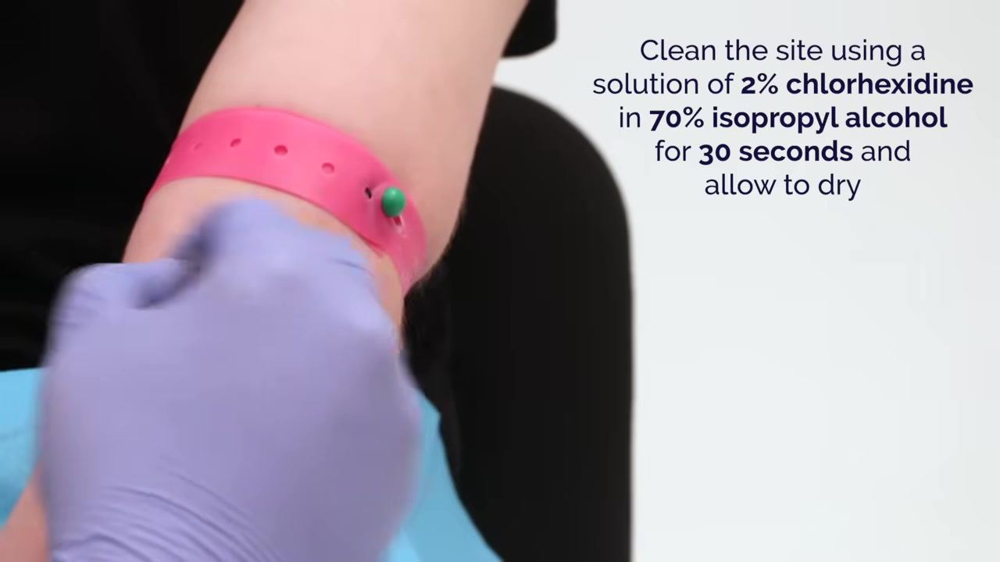 Clean the site using a
solution of 2% chlorhexidine
in 70% isopropyl alcohol
for 30 seconds and
allow to dry